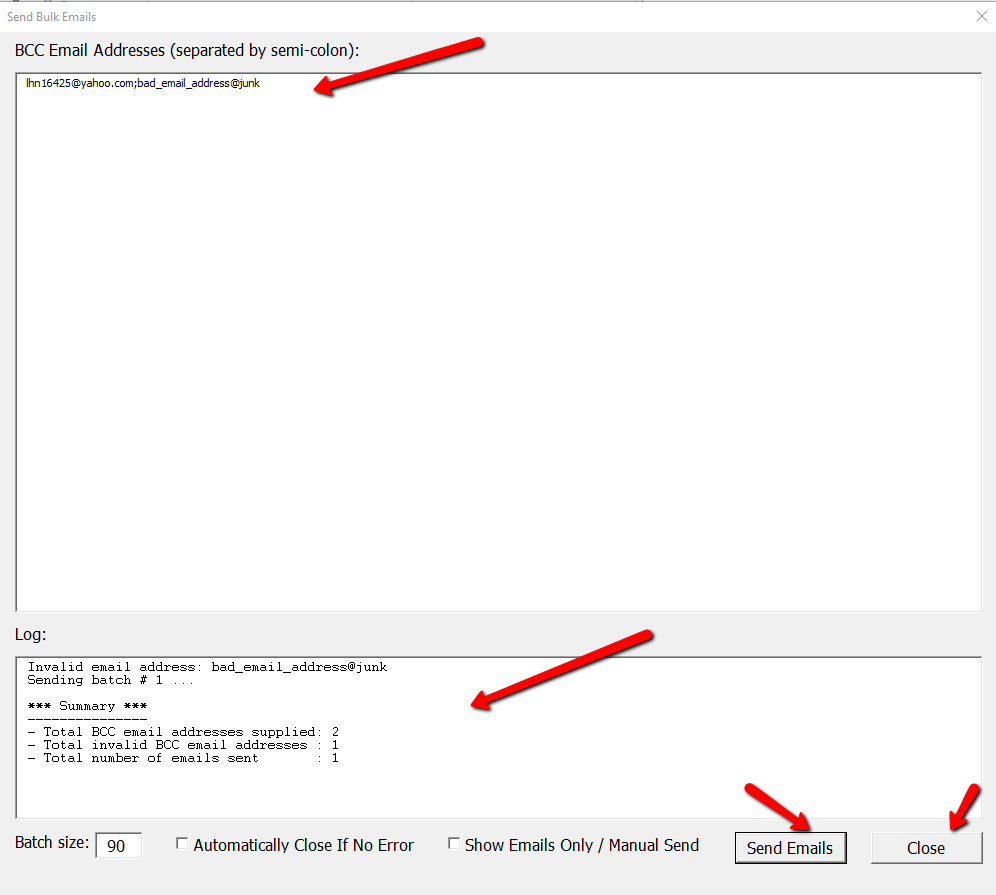 Send Bulk Emails
BCC Email Addresses (separated by semi-colon):
lhn16425@yahoo.com;bad_email_address@junk
Log:
Invalid email address: bad_email_address@junk
Sending batch # 1 ...
*** Summary ***
---------------
- Total BCC email addresses supplied: 2
- Total invalid BCC email addresses : 1
- Total number of emails sent       : 1
Batch size: 90 Automatically Close If No Error Show Emails Only / Manual Send Send Emails Close